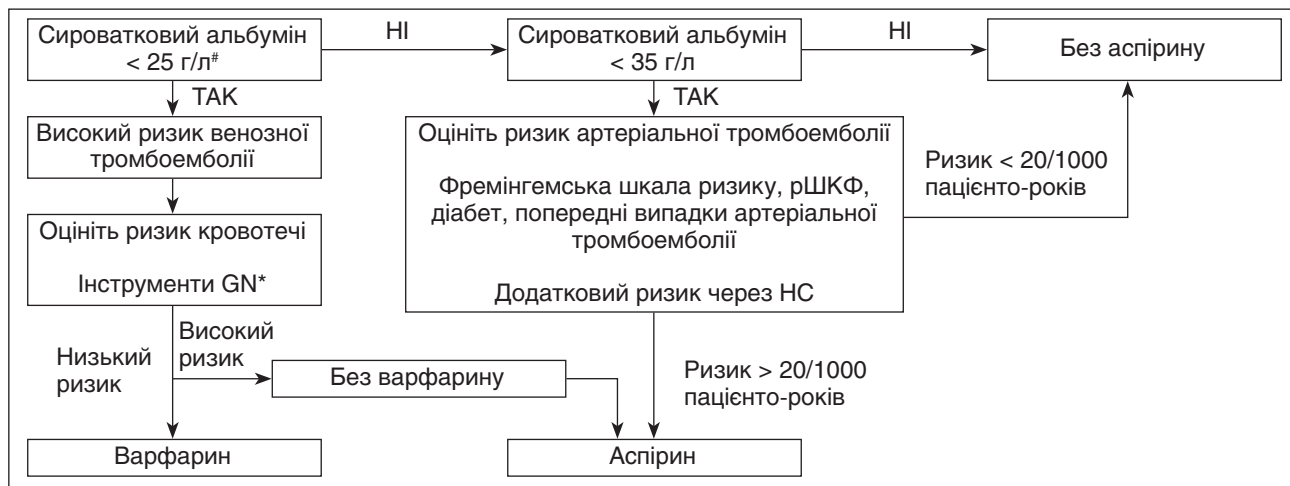 Сироватковий альбумін
< 25 г/л#
НІ
Сироватковий альбумін
< 35 г/л
НІ
Без аспірину
ТАК
ТАК
Високий ризик венозної
тромбоемболії
Оцініть ризик артеріальної тромбоемболії
Фремінгемська шкала ризику, рШКФ,
діабет, попередні випадки артеріальної
тромбоемболії
Додатковий ризик через НС
Ризик < 20/1000
пацієнто-років
Оцініть ризик кровотечі
Інструменти GN*
Низький
ризик
Високий
ризик
Без варфарину
Ризик > 20/1000
пацієнто-років
Варфарин
Аспірин